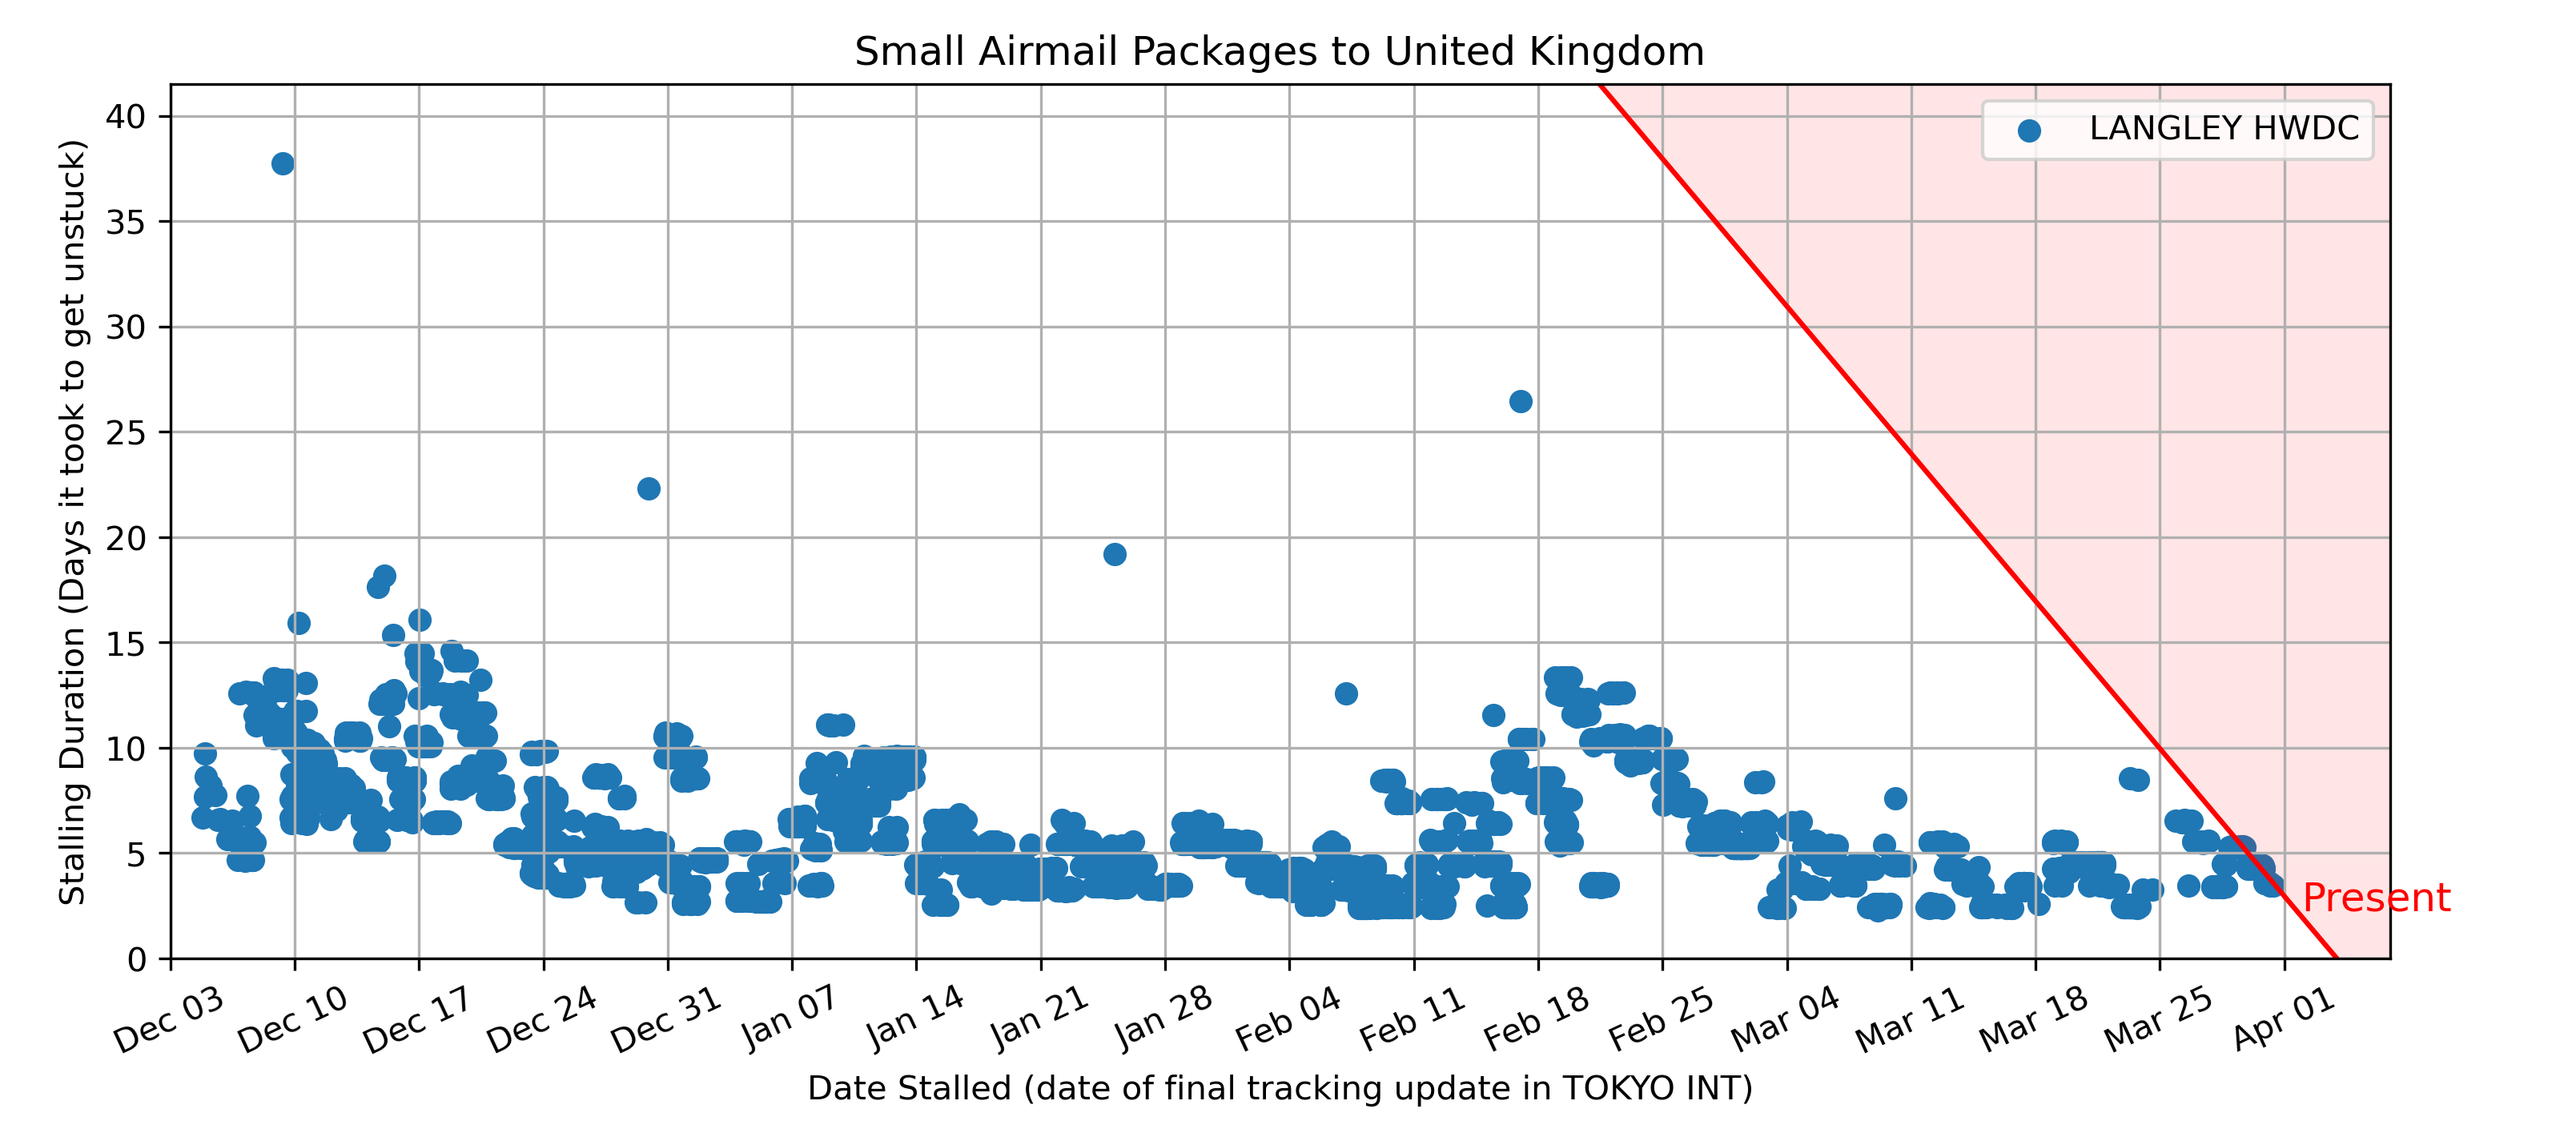 Small Airmail Packages to United Kingdom
LANGLEY HWDC
Stalling Duration (Days it took to get unstuck)
40
35
30
25
20
15
10
5
0
Present
Dec 03
Dec 10
Dec 17
Dec 24
Dec 31
Jan 07
Jan 14
Jan 21
Jan 28
Feb 04
Feb 11
Feb 18
Feb 25
Mar 04
Mar 11
Mar 18
Mar 25
Apr 01
Date Stalled (date of final tracking update in TOKYO INT)